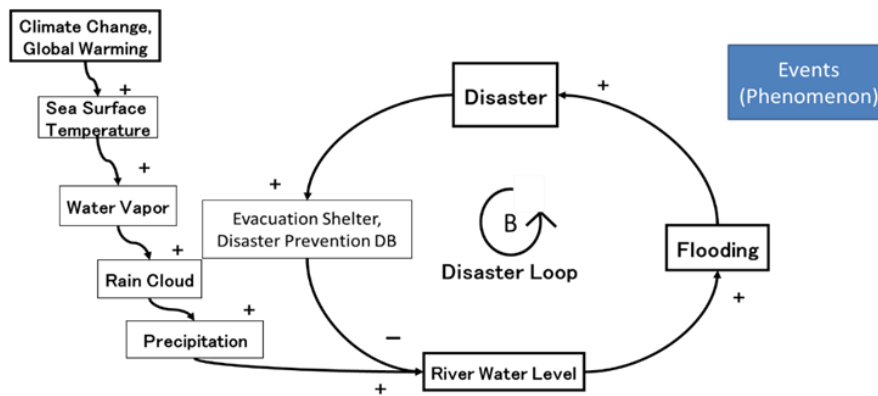 Climate Change,
Global Warming
+
Sea Surface
Temperature
+
Water Vapor
+
Rain Cloud
+
Precipitation
+
Disaster
+
Events
(Phenomenon)
+
Evacuation Shelter,
Disaster Prevention DB
B
Disaster Loop
Flooding
+
−
River Water Level